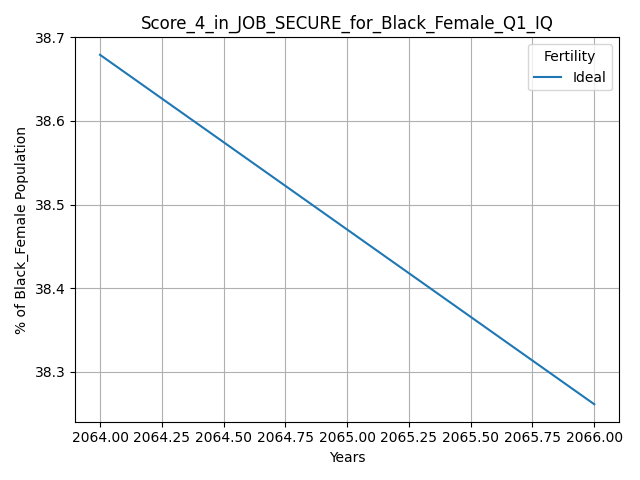 Score_4_in_JOB_SECURE_for_Black_Female_Q1_IQ
Fertility
Ideal
% of Black_Female Population
38.7
38.6
38.5
38.4
38.3
2064.00 2064.25 2064.50 2064.75 2065.00 2065.25 2065.50 2065.75 2066.00
Years